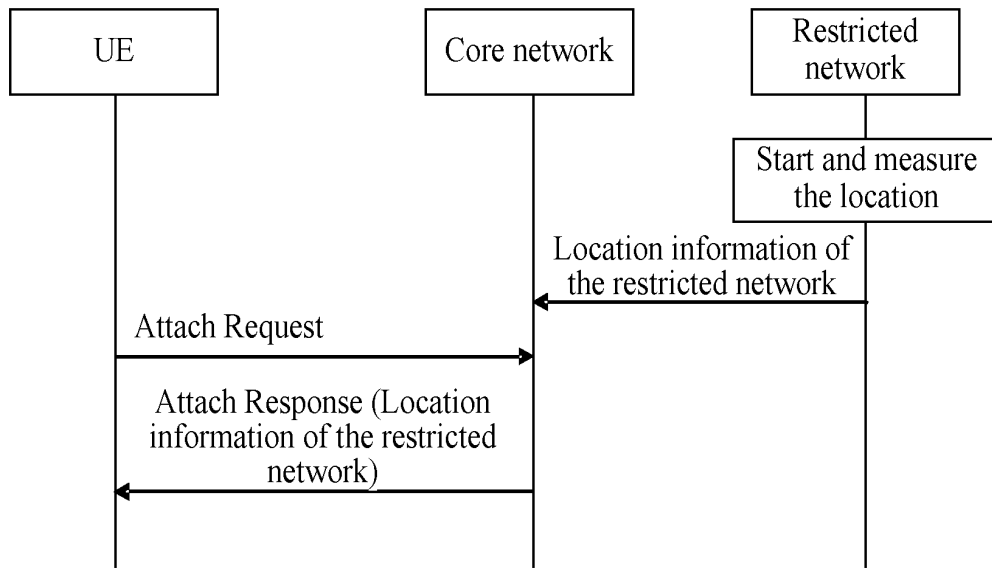 UE
Core network
Restricted
network
Start and measure
the location
Location information of
the restricted network
Attach Request
Attach Response (Location
information of the restricted
network)